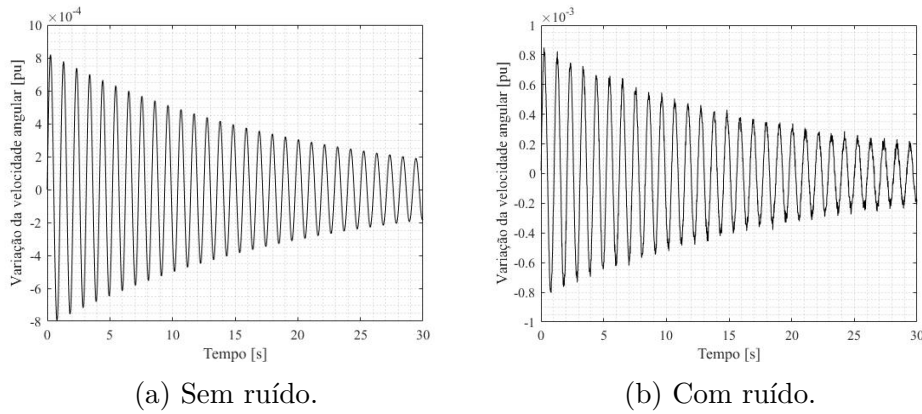 ×10⁻⁴
10
8
6
4
2
0
-2
-4
-6
-8
Variação da velocidade angular [pu]
0 5 10 15 20 25 30
Tempo [s]
(a) Sem ruído.
×10⁻³
1
0.8
0.6
0.4
0.2
0
-0.2
-0.4
-0.6
-0.8
-1
Variação da velocidade angular [pu]
0 5 10 15 20 25 30
Tempo [s]
(b) Com ruído.